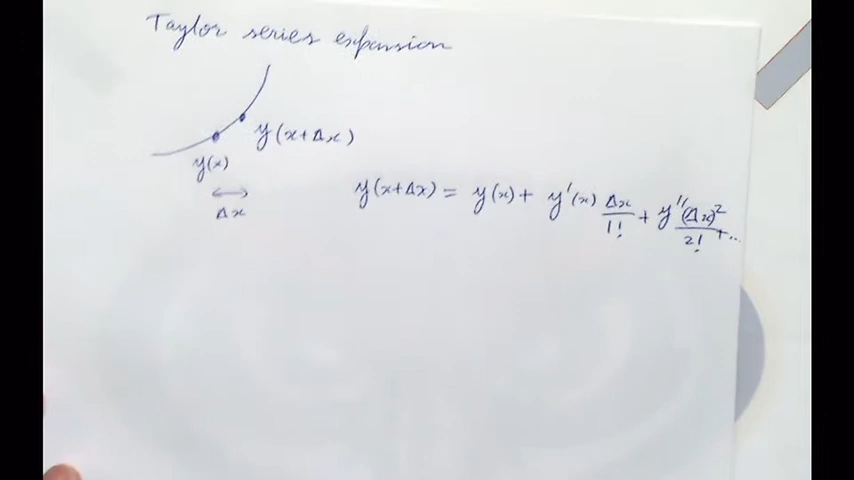 Taylor series expansion
y(x+Δx)
y(x)
Δx
y(x+Δx) = y(x) + y'(x) Δx/1! + y''(Δx)²/2! + ...